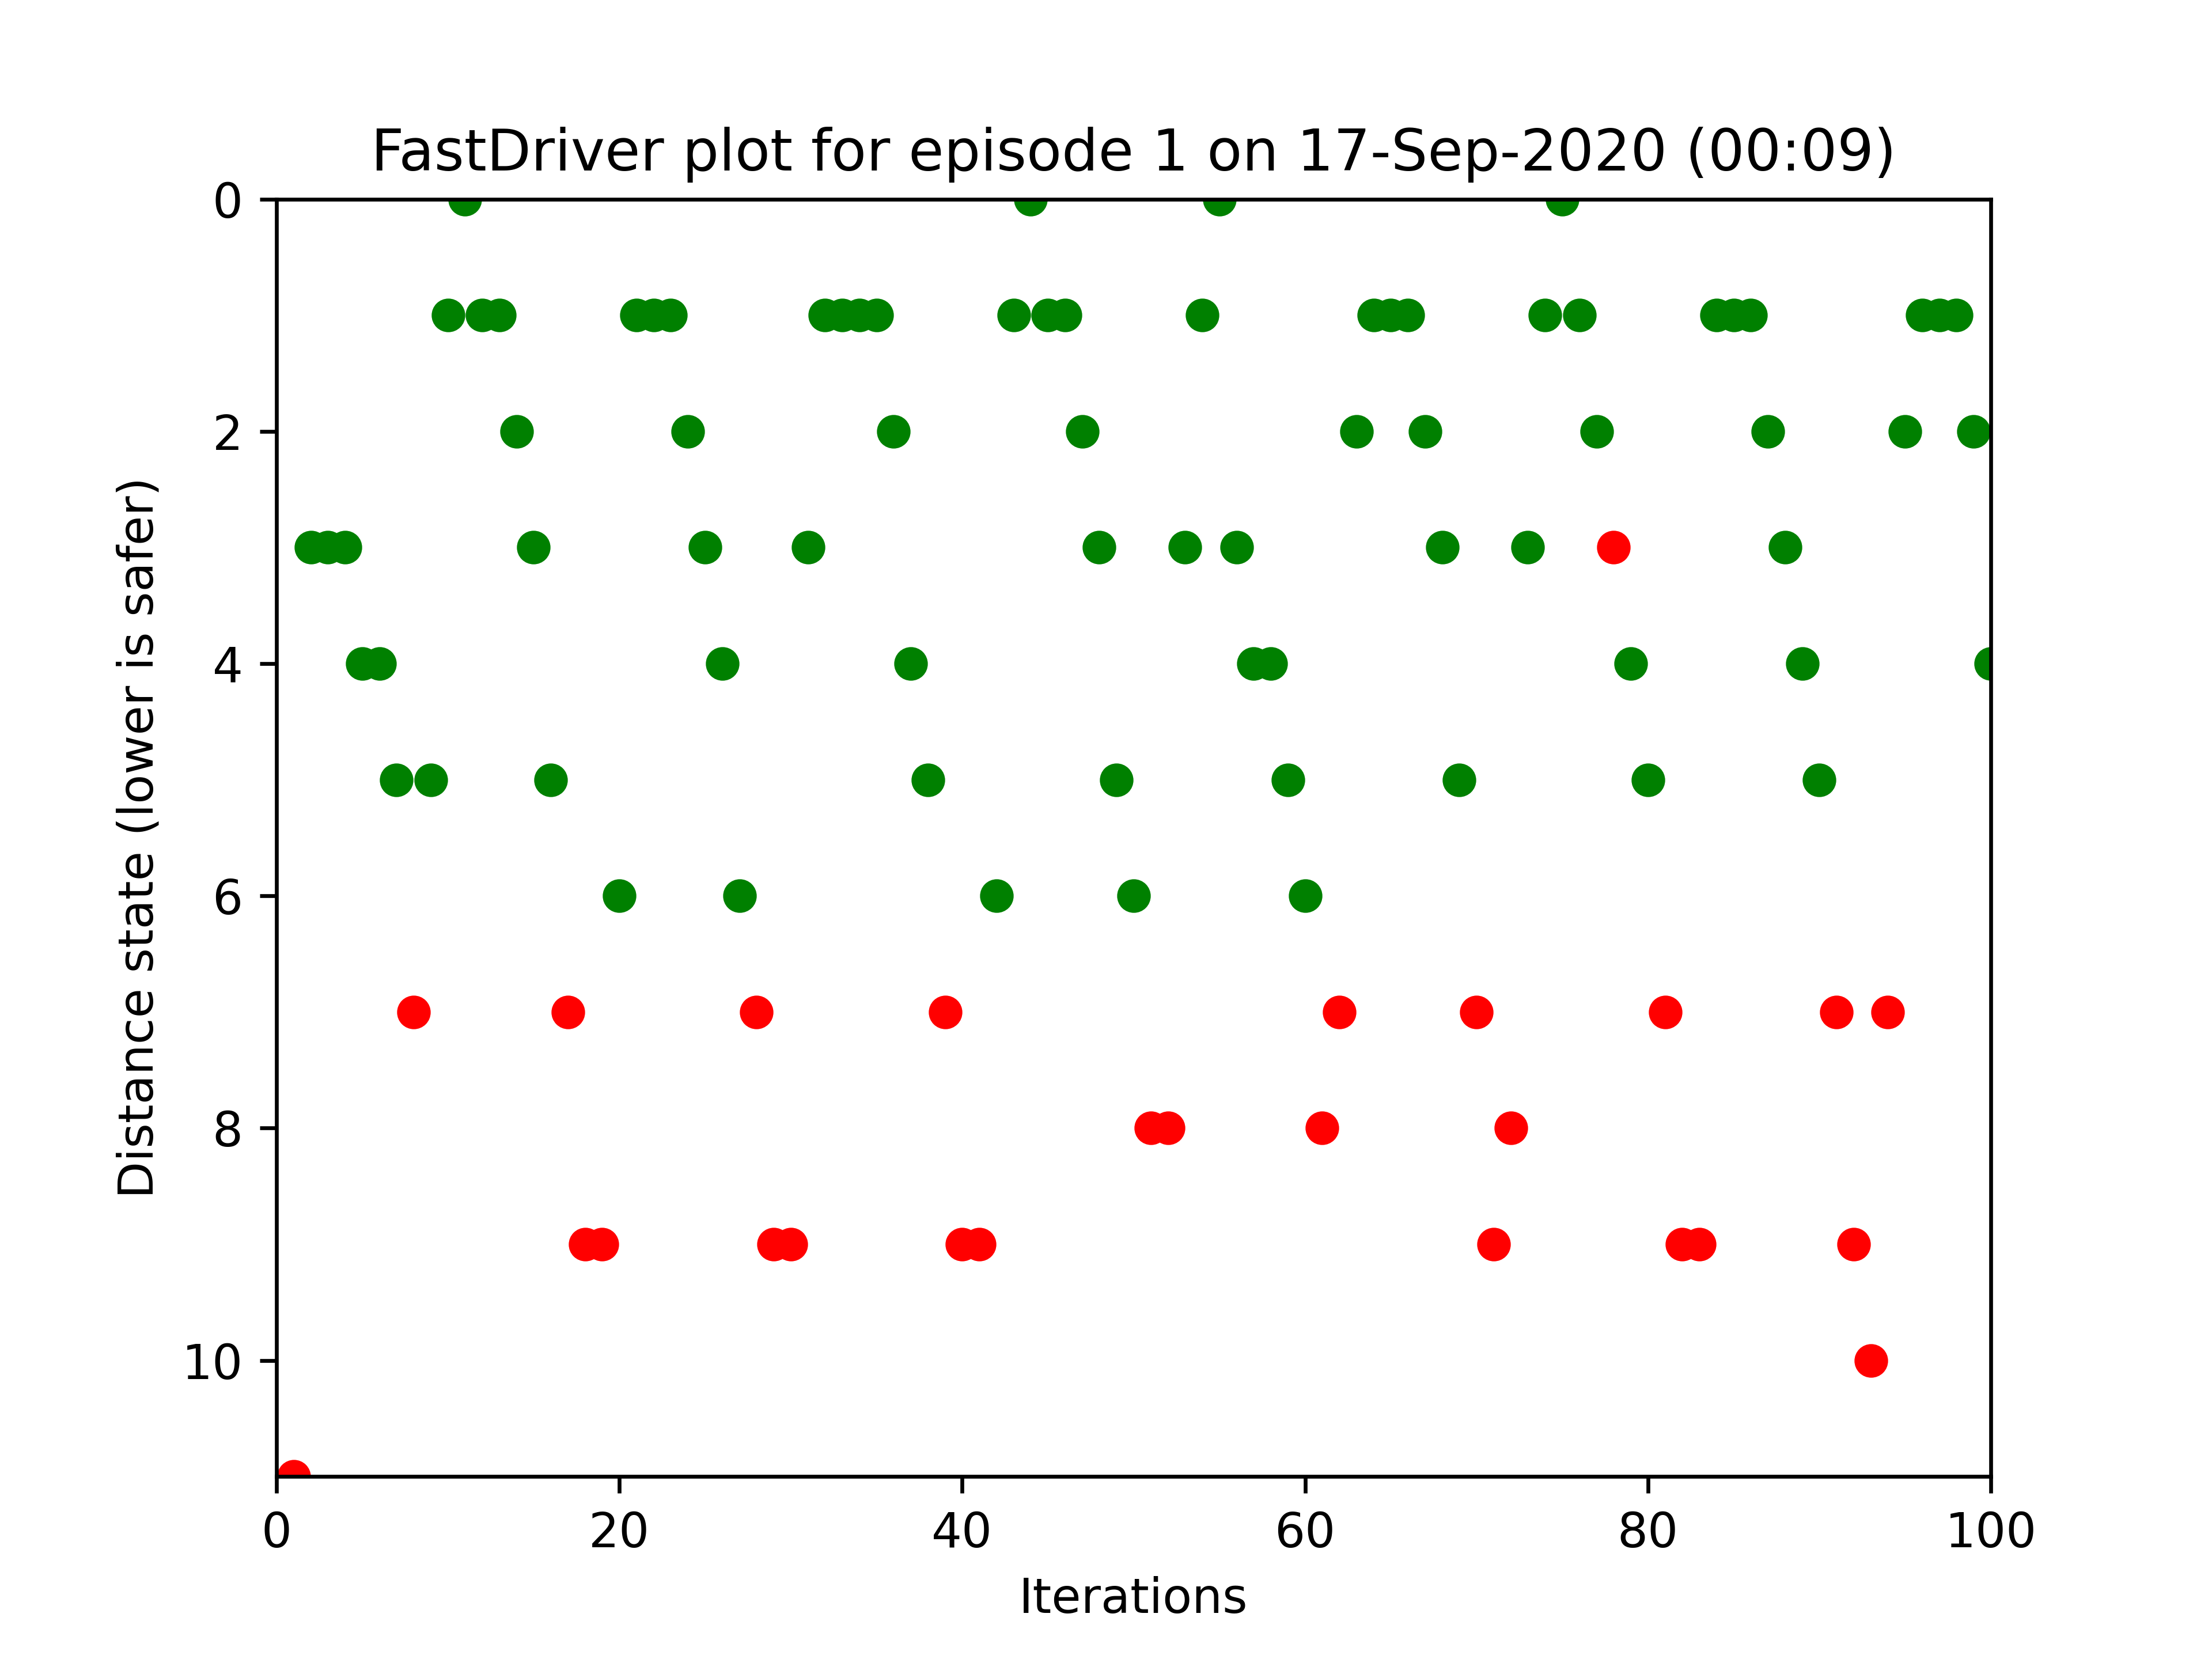 FastDriver plot for episode 1 on 17-Sep-2020 (00:09)
0
2
4
6
8
10
Distance state (lower is safer)
0 20 40 60 80 100
Iterations